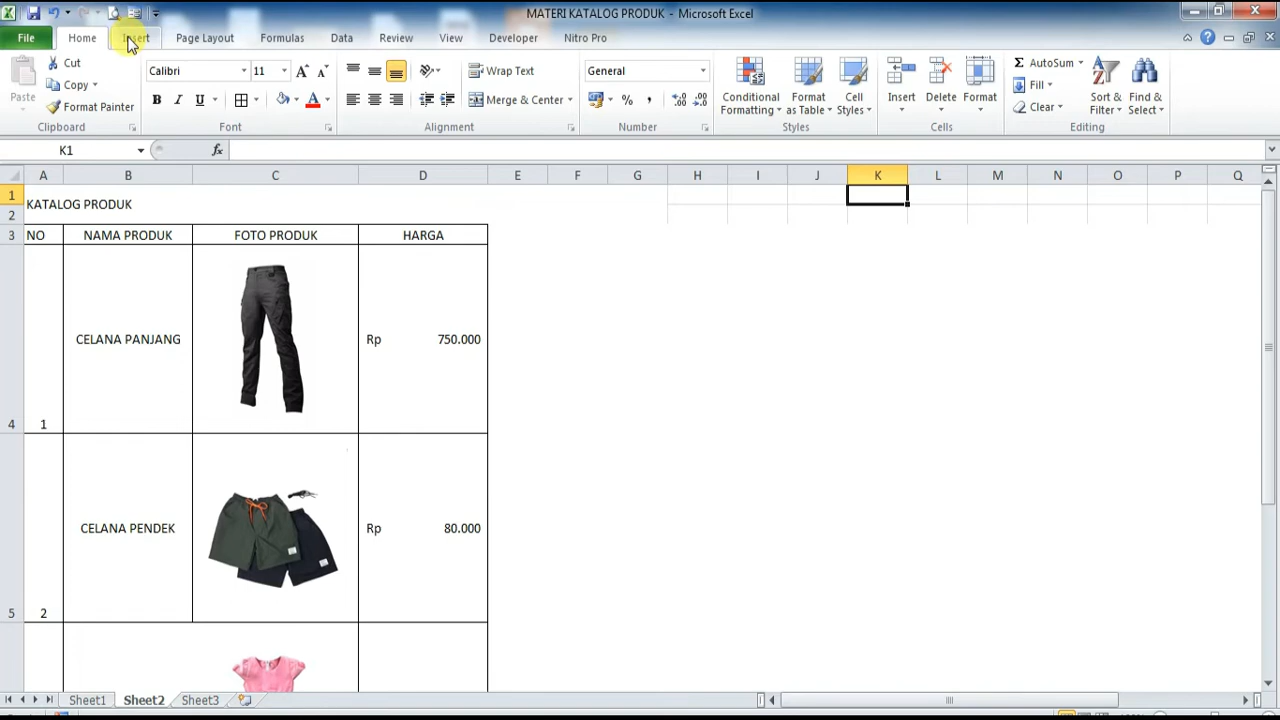 MATERI KATALOG PRODUK - Microsoft Excel
File Home Insert Page Layout Formulas Data Review View Developer Nitro Pro
Paste
Cut
Copy
Format Painter
Clipboard
Calibri 11
B I U
Font
Wrap Text
Merge & Center
Alignment
General
%
Number
Conditional Formatting
Format as Table
Cell Styles
Styles
Insert
Delete
Format
Cells
AutoSum
Fill
Clear
Sort & Filter
Find & Select
Editing
K1
fx
A B C D E F G H I J K L M N O P Q
1
KATALOG PRODUK
2
3 NO NAMA PRODUK FOTO PRODUK HARGA
4 1 CELANA PANJANG Rp 750.000
5 2 CELANA PENDEK Rp 80.000
Sheet1 Sheet2 Sheet3